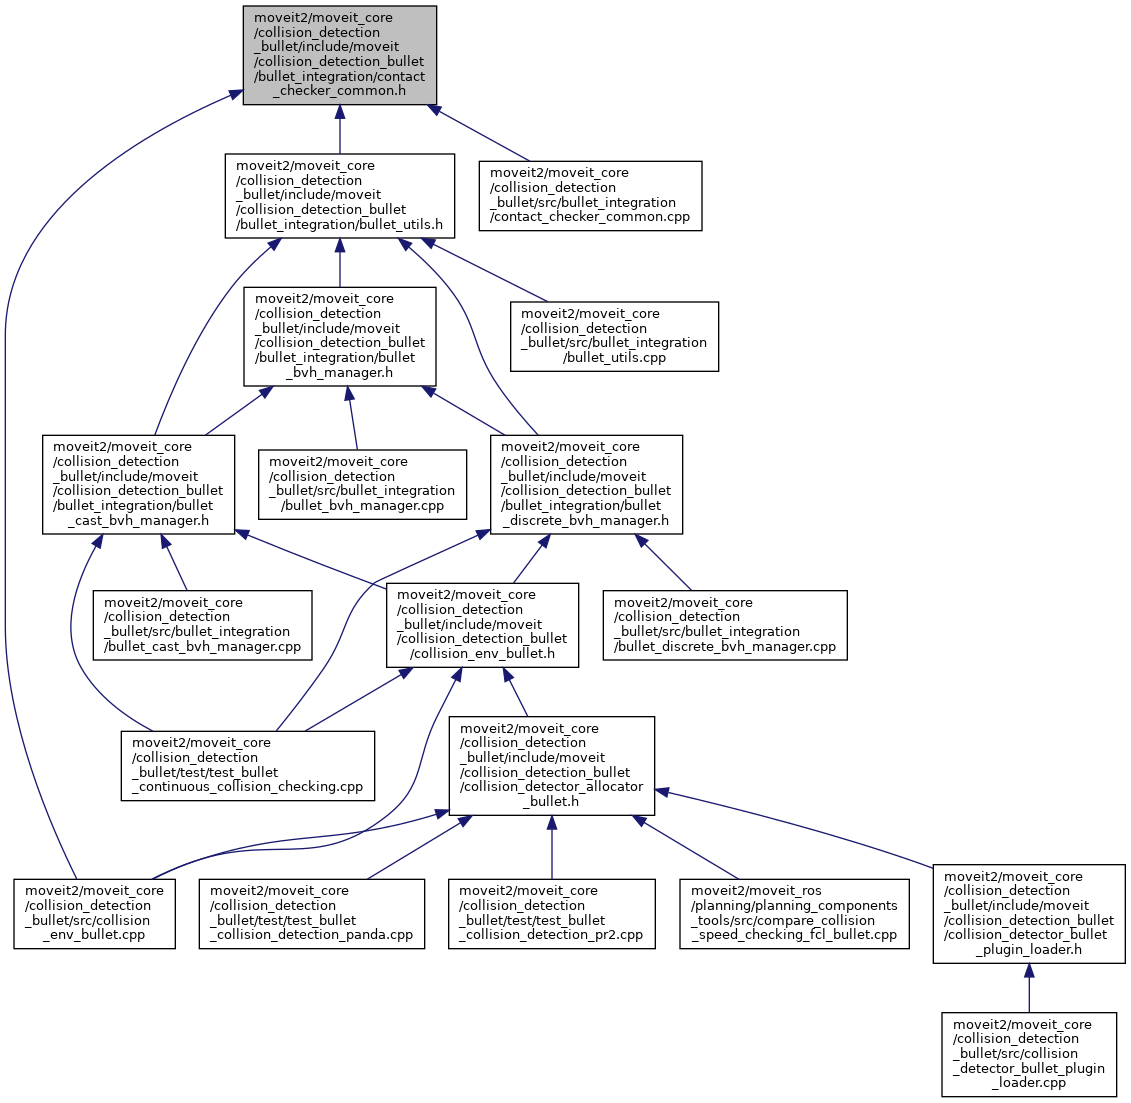 moveit2/moveit_core
/collision_detection
_bullet/include/moveit
/collision_detection_bullet
/bullet_integration/contact
_checker_common.h
moveit2/moveit_core
/collision_detection
_bullet/include/moveit
/collision_detection_bullet
/bullet_integration/bullet_utils.h
moveit2/moveit_core
/collision_detection
_bullet/src/bullet_integration
/contact_checker_common.cpp
moveit2/moveit_core
/collision_detection
_bullet/include/moveit
/collision_detection_bullet
/bullet_integration/bullet
_bvh_manager.h
moveit2/moveit_core
/collision_detection
_bullet/src/bullet_integration
/bullet_utils.cpp
moveit2/moveit_core
/collision_detection
_bullet/include/moveit
/collision_detection_bullet
/bullet_integration/bullet
_cast_bvh_manager.h
moveit2/moveit_core
/collision_detection
_bullet/src/bullet_integration
/bullet_bvh_manager.cpp
moveit2/moveit_core
/collision_detection
_bullet/include/moveit
/collision_detection_bullet
/bullet_integration/bullet
_discrete_bvh_manager.h
moveit2/moveit_core
/collision_detection
_bullet/src/bullet_integration
/bullet_cast_bvh_manager.cpp
moveit2/moveit_core
/collision_detection
_bullet/include/moveit
/collision_detection_bullet
/collision_env_bullet.h
moveit2/moveit_core
/collision_detection
_bullet/src/bullet_integration
/bullet_discrete_bvh_manager.cpp
moveit2/moveit_core
/collision_detection
_bullet/test/test_bullet
_continuous_collision_checking.cpp
moveit2/moveit_core
/collision_detection
_bullet/include/moveit
/collision_detection_bullet
/collision_detector_allocator
_bullet.h
moveit2/moveit_core
/collision_detection
_bullet/src/collision
_env_bullet.cpp
moveit2/moveit_core
/collision_detection
_bullet/test/test_bullet
_collision_detection_panda.cpp
moveit2/moveit_core
/collision_detection
_bullet/test/test_bullet
_collision_detection_pr2.cpp
moveit2/moveit_ros
/planning/planning_components
_tools/src/compare_collision
_speed_checking_fcl_bullet.cpp
moveit2/moveit_core
/collision_detection
_bullet/include/moveit
/collision_detection_bullet
/collision_detector_bullet
_plugin_loader.h
moveit2/moveit_core
/collision_detection
_bullet/src/collision
_detector_bullet_plugin
_loader.cpp